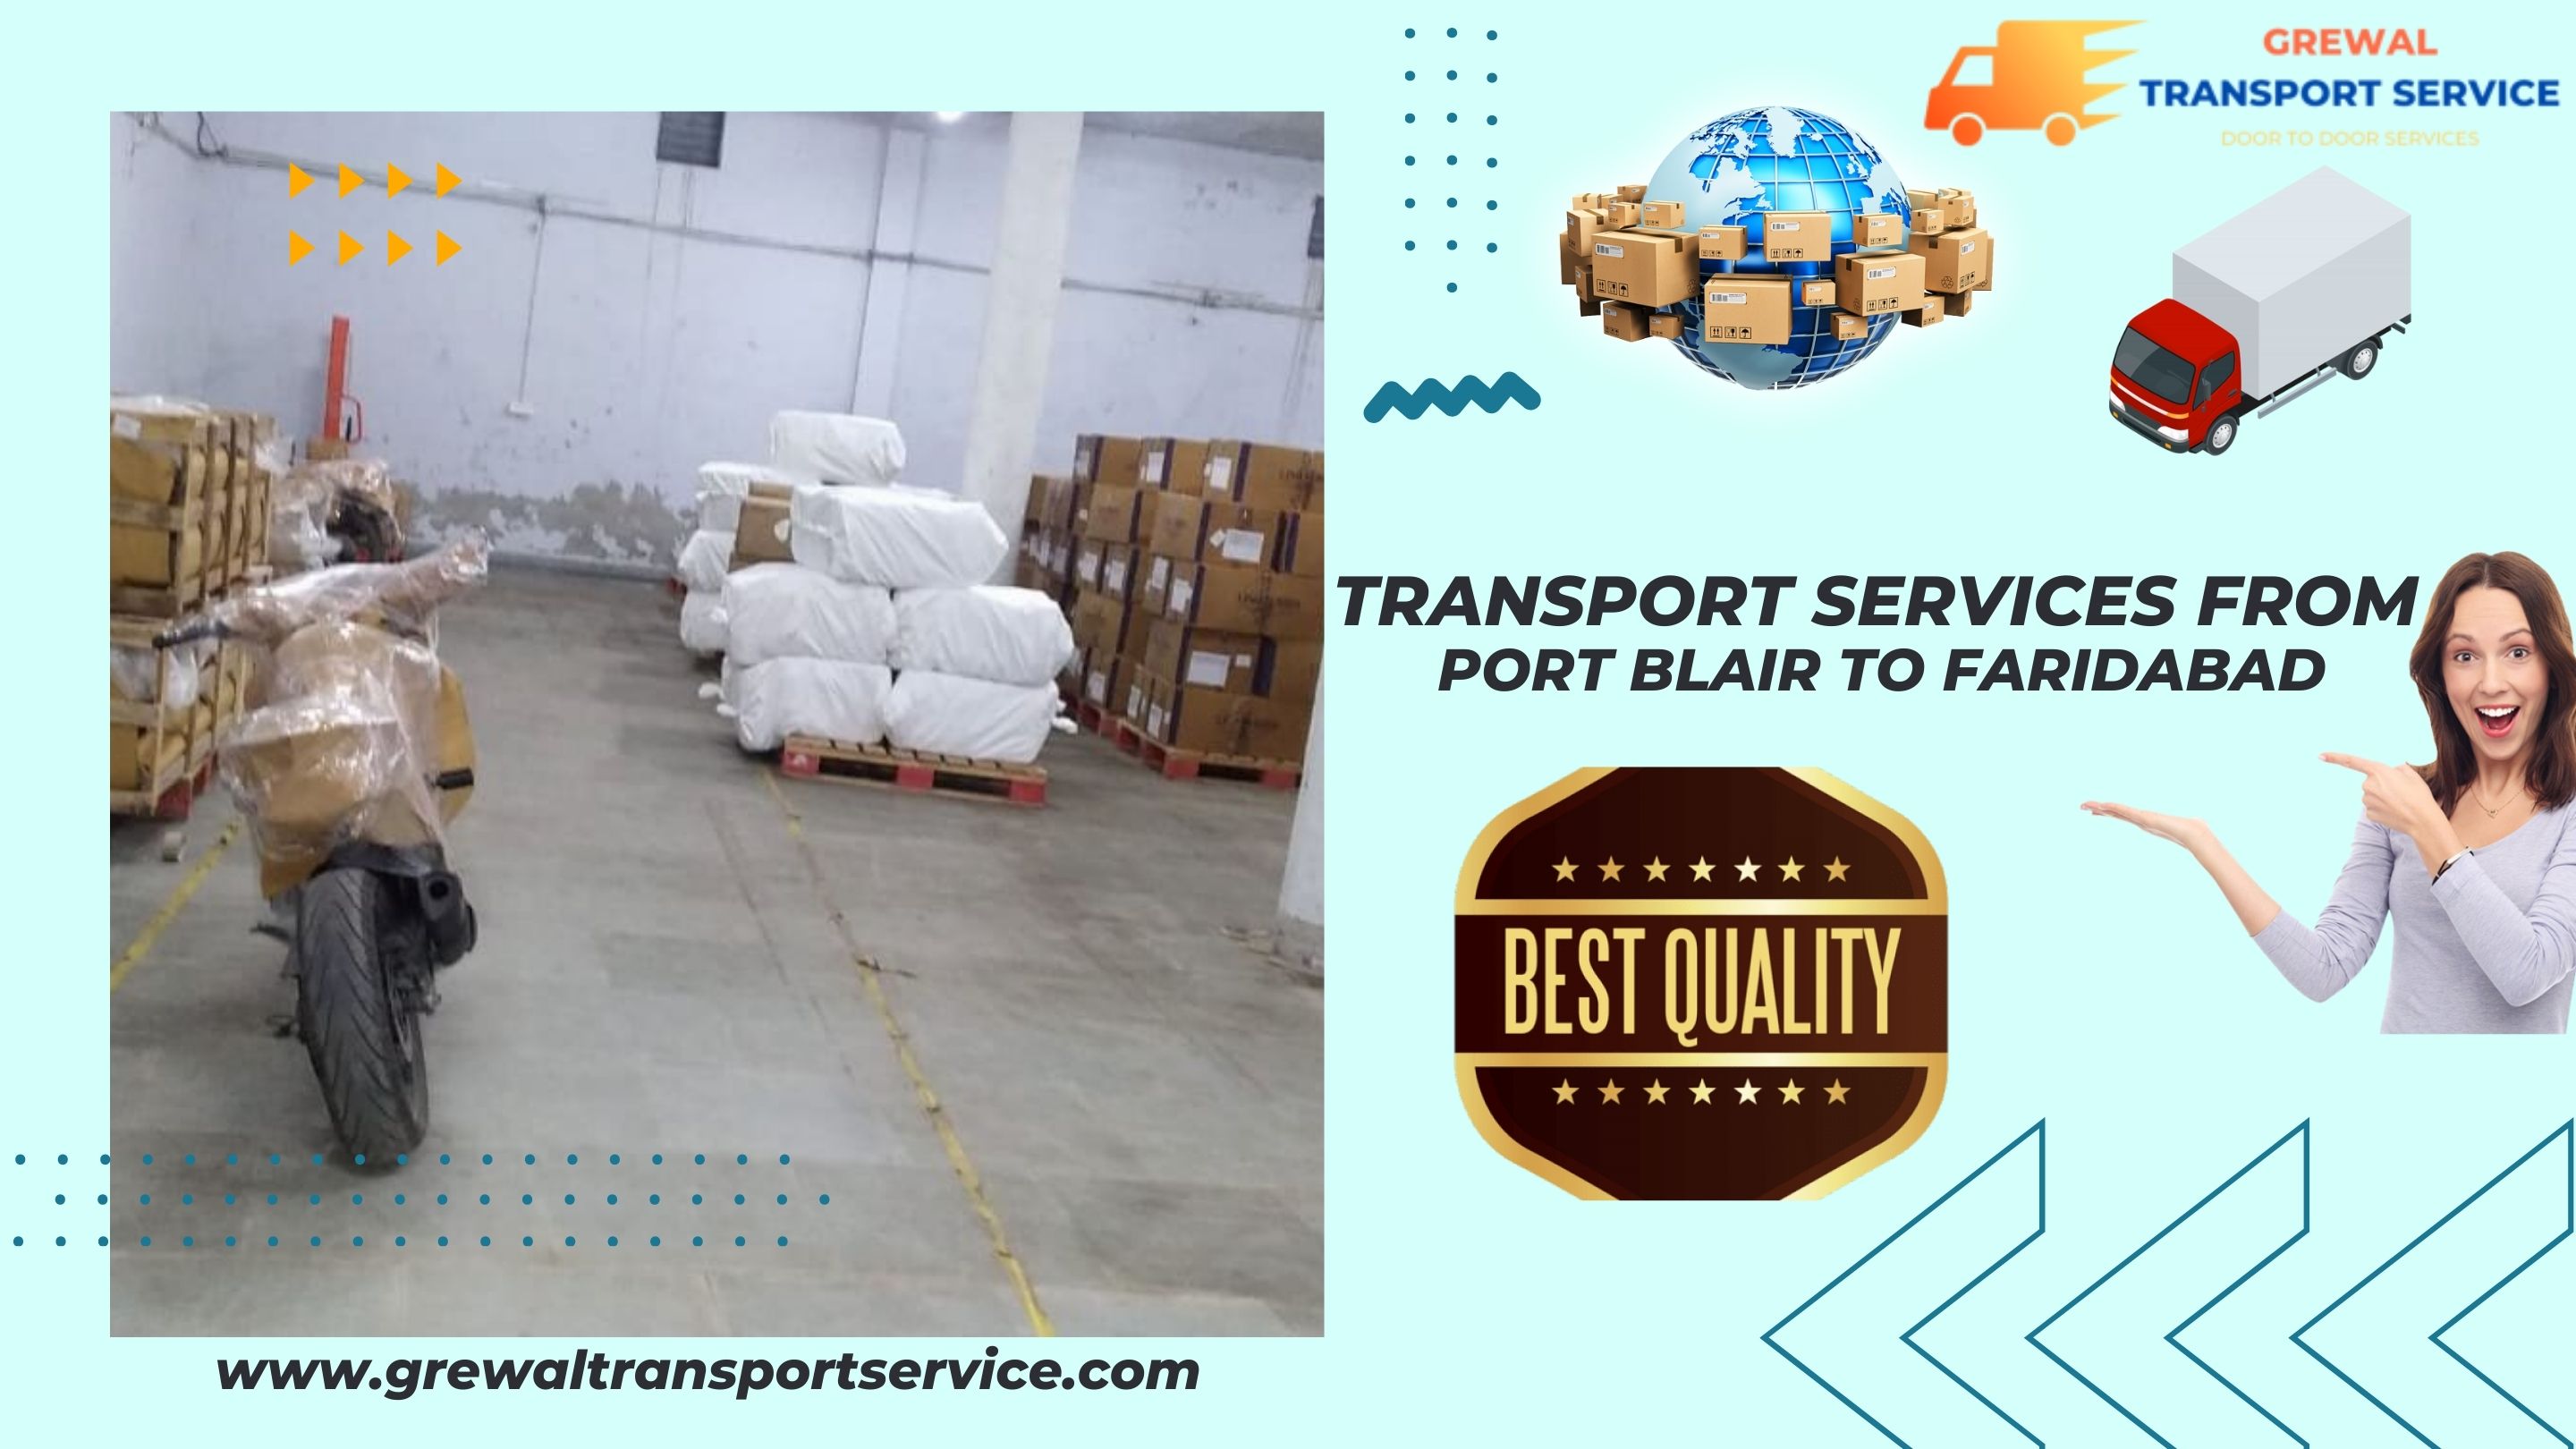 GREWAL
TRANSPORT SERVICE
DOOR TO DOOR SERVICES
TRANSPORT SERVICES FROM
PORT BLAIR TO FARIDABAD
BEST QUALITY
www.grewaltransportservice.com